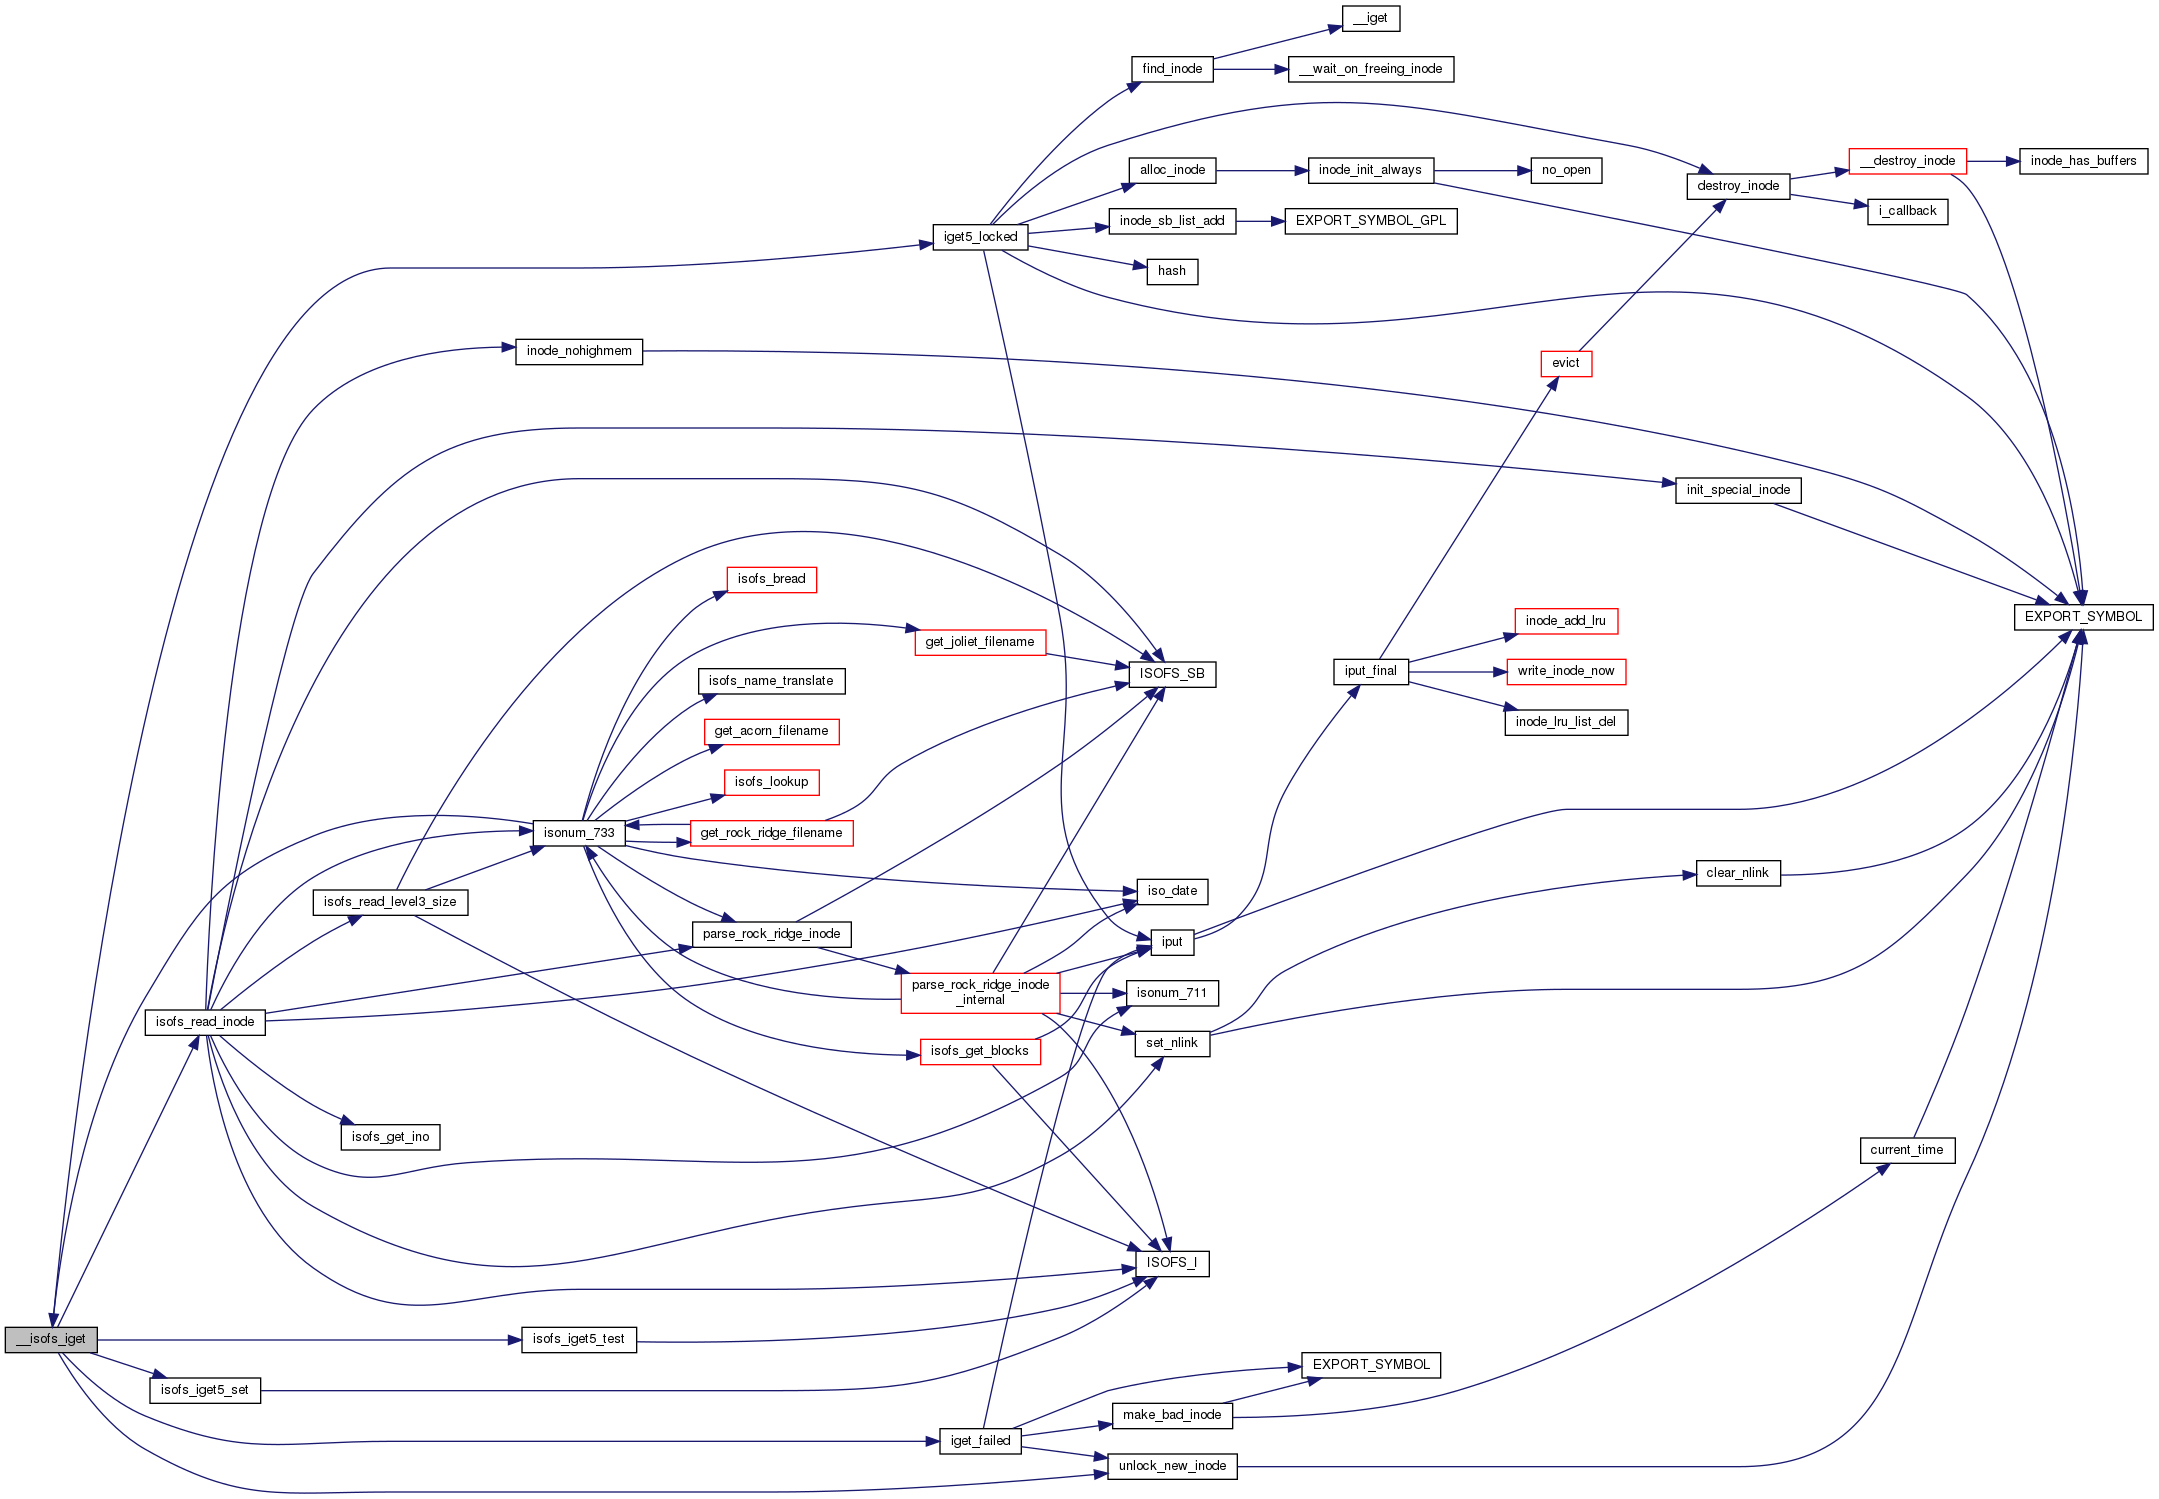 __iget
find_inode
__wait_on_freeing_inode
alloc_inode
inode_init_always
no_open
destroy_inode
__destroy_inode
inode_has_buffers
i_callback
inode_sb_list_add
EXPORT_SYMBOL_GPL
iget5_locked
hash
inode_nohighmem
evict
init_special_inode
isofs_bread
EXPORT_SYMBOL
inode_add_lru
get_joliet_filename
isofs_name_translate
ISOFS_SB
iput_final
write_inode_now
inode_lru_list_del
get_acorn_filename
isofs_lookup
isonum_733
get_rock_ridge_filename
clear_nlink
iso_date
isofs_read_level3_size
parse_rock_ridge_inode
iput
parse_rock_ridge_inode
_internal
isonum_711
isofs_read_inode
set_nlink
isofs_get_blocks
isofs_get_ino
current_time
ISOFS_I
__isofs_iget
isofs_iget5_test
EXPORT_SYMBOL
isofs_iget5_set
make_bad_inode
iget_failed
unlock_new_inode